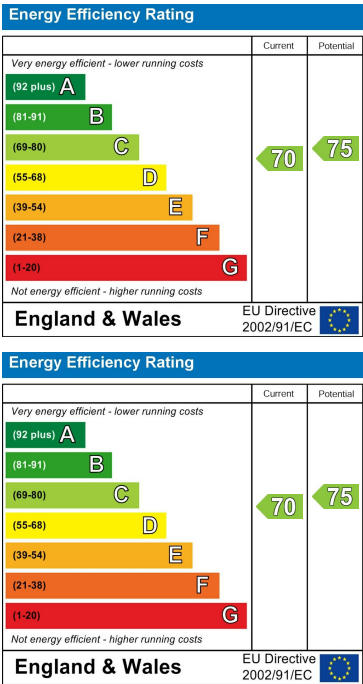 Energy Efficiency Rating
Current Potential
Very energy efficient - lower running costs
(92 plus) A
(81-91) B
(69-80) C
70 75
(55-68) D
(39-54) E
(21-38) F
(1-20) G
Not energy efficient - higher running costs
England & Wales
EU Directive
2002/91/EC
Energy Efficiency Rating
Current Potential
Very energy efficient - lower running costs
(92 plus) A
(81-91) B
(69-80) C
70 75
(55-68) D
(39-54) E
(21-38) F
(1-20) G
Not energy efficient - higher running costs
England & Wales
EU Directive
2002/91/EC